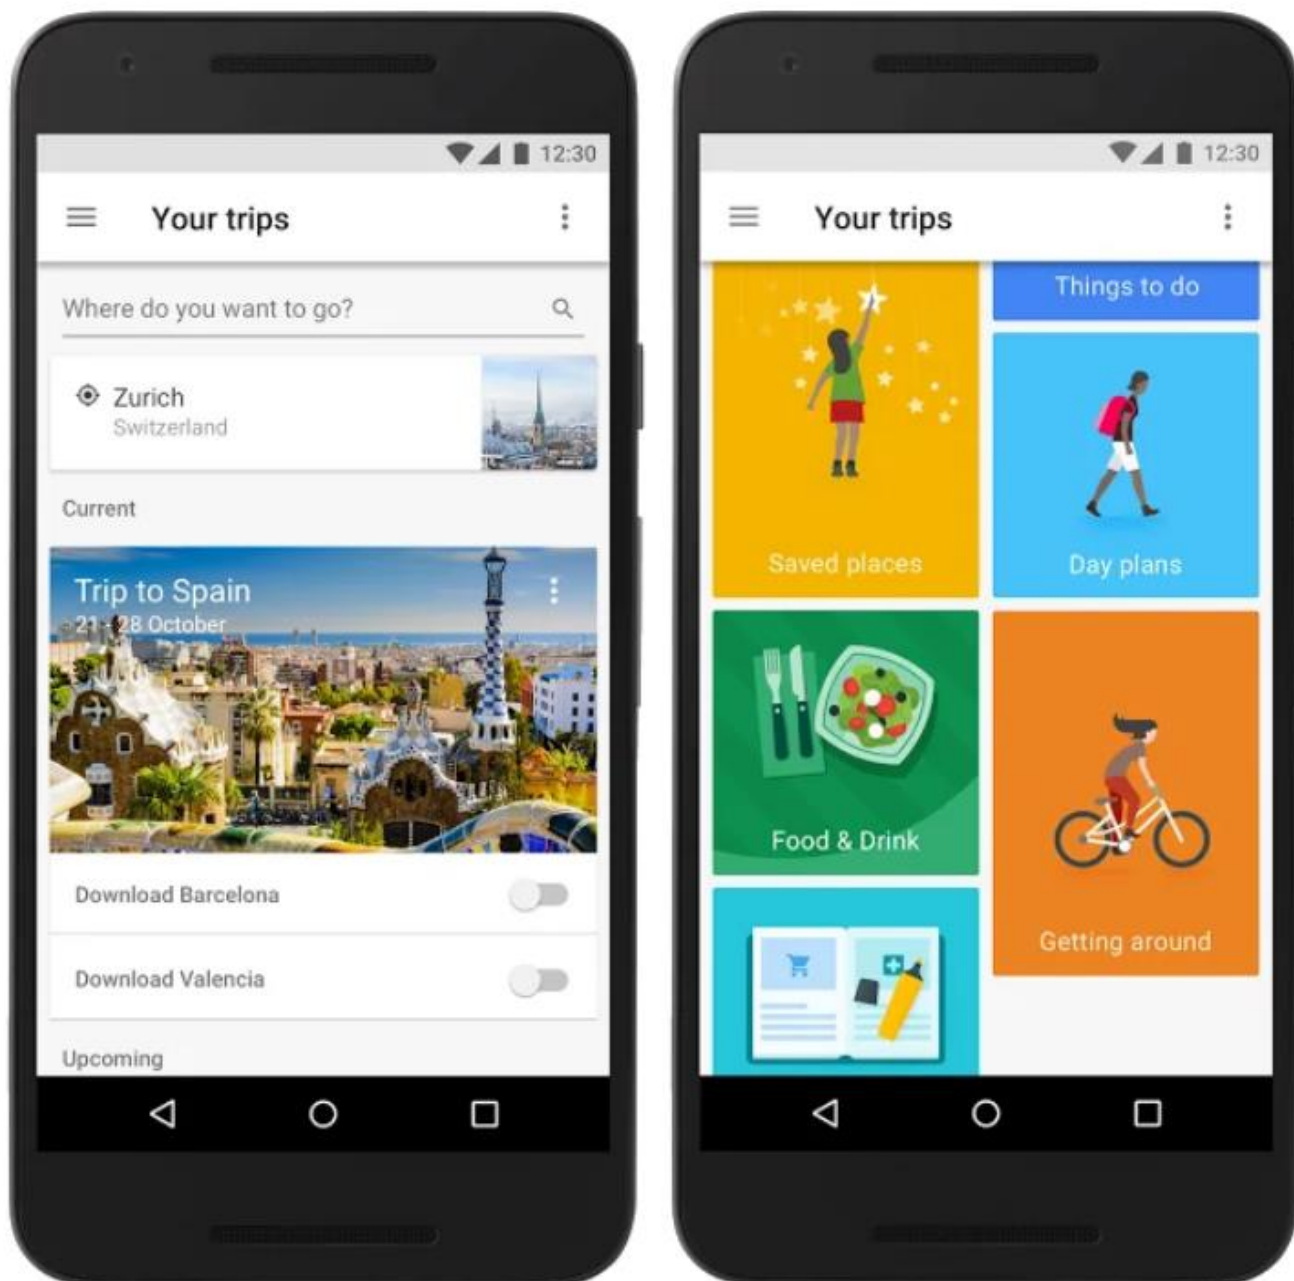 12:30
Your trips
Where do you want to go?
Zurich
Switzerland
Current
Trip to Spain
21 - 28 October
Download Barcelona
Download Valencia
Upcoming
12:30
Your trips
Things to do
Saved places
Day plans
Food & Drink
Getting around